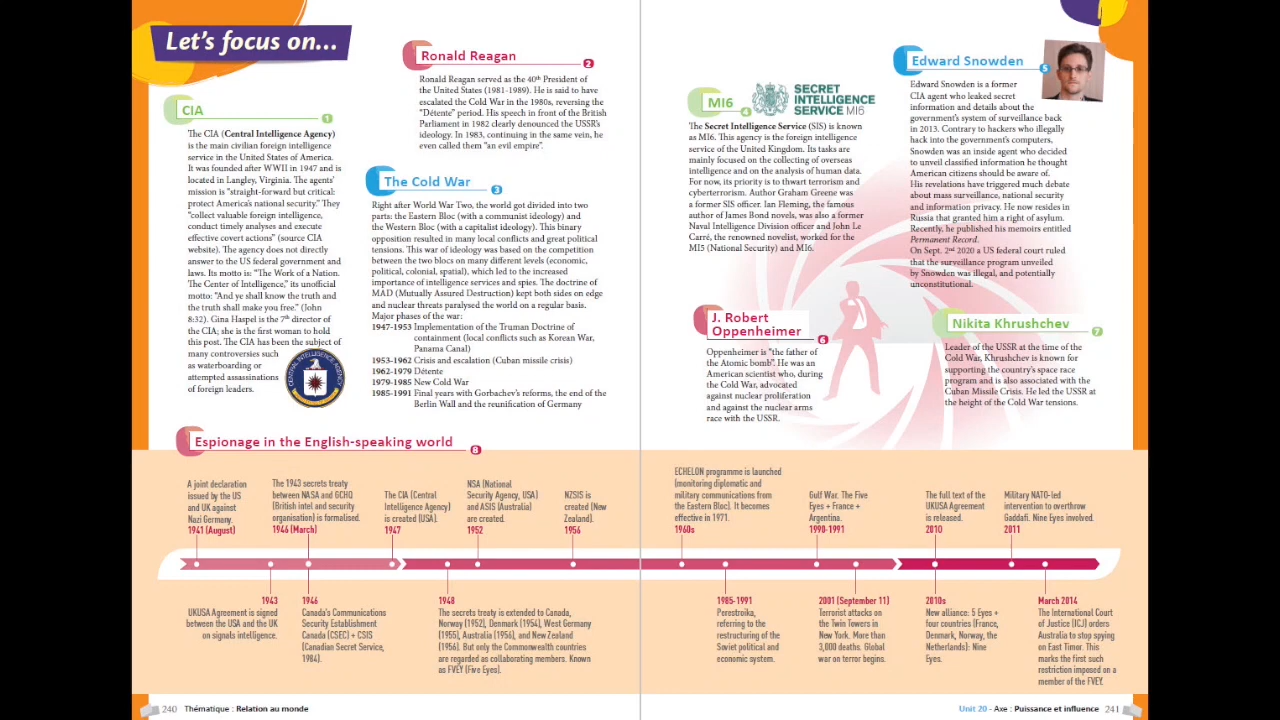 Let's focus on...
CIA
1
The CIA (Central Intelligence Agency)
is the main civilian foreign intelligence
service in the United States of America.
It was founded after WWII in 1947 and is
located in Langley, Virginia. The agents'
mission is "straight-forward but critical:
protect America's national security." They
"collect valuable foreign intelligence,
conduct timely analyses and execute
effective covert actions" (source CIA
website). The agency does not directly
answer to the US federal government and
laws. Its motto is: "The Work of a Nation.
The Center of Intelligence," its unofficial
motto: "And ye shall know the truth and
the truth shall make you free." (John
8:32). Gina Haspel is the 7th director of
the CIA; she is the first woman to hold
this post. The CIA has been the subject of
many controversies such
as waterboarding or
attempted assassinations
of foreign leaders.
Ronald Reagan
2
Ronald Reagan served as the 40th President of
the United States (1981-1989). He is said to have
escalated the Cold War in the 1980s, reversing the
"Détente" period. His speech in front of the British
Parliament in 1982 clearly denounced the USSR's
ideology. In 1983, continuing in the same vein, he
even called them "an evil empire".
The Cold War
3
Right after World War Two, the world got divided into two
parts: the Eastern Bloc (with a communist ideology) and
the Western Bloc (with a capitalist ideology). This binary
opposition resulted in many local conflicts and great political
tensions. This war of ideology was based on the competition
between the two blocs on many different levels (economic,
political, colonial, spatial), which led to the increased
importance of intelligence services and spies. The doctrine of
MAD (Mutually Assured Destruction) kept both sides on edge
and nuclear threats paralysed the world on a regular basis.
Major phases of the war:
1947-1953 Implementation of the Truman Doctrine of
containment (local conflicts such as Korean War,
Panama Canal)
1953-1962 Crisis and escalation (Cuban missile crisis)
1962-1979 Détente
1979-1985 New Cold War
1985-1991 Final years with Gorbachev's reforms, the end of the
Berlin Wall and the reunification of Germany
MI6
4
SECRET
INTELLIGENCE
SERVICE MI6
The Secret Intelligence Service (SIS) is known
as MI6. This agency is the foreign intelligence
service of the United Kingdom. Its tasks are
mainly focused on the collecting of overseas
intelligence and on the analysis of human data.
For now, its priority is to thwart terrorism and
cyberterrorism. Author Graham Greene was
a former SIS officer. Ian Fleming, the famous
author of James Bond novels, was also a former
Naval Intelligence Division officer and John Le
Carré, the renowned novelist, worked for the
MI5 (National Security) and MI6.
Edward Snowden
5
Edward Snowden is a former
CIA agent who leaked secret
information and details about the
government's system of surveillance back
in 2013. Contrary to hackers who illegally
hack into the government's computers,
Snowden was an inside agent who decided
to unveil classified information he thought
American citizens should be aware of.
His revelations have triggered much debate
about mass surveillance, national security
and information privacy. He now resides in
Russia that granted him a right of asylum.
Recently, he published his memoirs entitled
Permanent Record.
On Sept. 2nd 2020 a US federal court ruled
that the surveillance program unveiled
by Snowden was illegal, and potentially
unconstitutional.
J. Robert
Oppenheimer
6
Oppenheimer is "the father of
the Atomic bomb". He was an
American scientist who, during
the Cold War, advocated
against nuclear proliferation
and against the nuclear arms
race with the USSR.
Nikita Khrushchev
7
Leader of the USSR at the time of the
Cold War, Khrushchev is known for
supporting the country's space race
program and is also associated with the
Cuban Missile Crisis. He led the USSR at
the height of the Cold War tensions.
Espionage in the English-speaking world
8
A joint declaration
issued by the US
and UK against
Nazi Germany.
1941 (August)
The 1943 secrets treaty
between NASA and GCHQ
(British intel and security
organisation) is formalised.
1946 (March)
The CIA (Central
Intelligence Agency)
is created (USA).
1947
NSA (National
Security Agency, USA)
and ASIS (Australia)
are created.
1952
NZSIS is
created (New
Zealand).
1956
ECHELON programme is launched
(monitoring diplomatic and
military communications from
the Eastern Bloc). It becomes
effective in 1971.
1960s
Gulf War. The Five
Eyes + France +
Argentina.
1990-1991
The full text of the
UKUSA Agreement
is released.
2010
Military NATO-led
intervention to overthrow
Gaddafi. Nine Eyes involved.
2011
1943
UKUSA Agreement is signed
between the USA and the UK
on signals intelligence.
1946
Canada's Communications
Security Establishment
Canada (CSEC) + CSIS
(Canadian Secret Service,
1984).
1948
The secrets treaty is extended to Canada,
Norway (1952), Denmark (1954), West Germany
(1955), Australia (1956), and New Zealand
(1956). But only the Commonwealth countries
are regarded as collaborating members. Known
as FVEY (Five Eyes).
1985-1991
Perestroika,
referring to the
restructuring of the
Soviet political and
economic system.
2001 (September 11)
Terrorist attacks on
the Twin Towers in
New York. More than
3,000 deaths. Global
war on terror begins.
2010s
New alliance: 5 Eyes +
four countries (France,
Denmark, Norway, the
Netherlands): Nine
Eyes.
March 2014
The International Court
of Justice (ICJ) orders
Australia to stop spying
on East Timor. This
marks the first such
restriction imposed on a
member of the FVEY.
240 Thématique : Relation au monde
Unit 20 - Axe : Puissance et influence 241